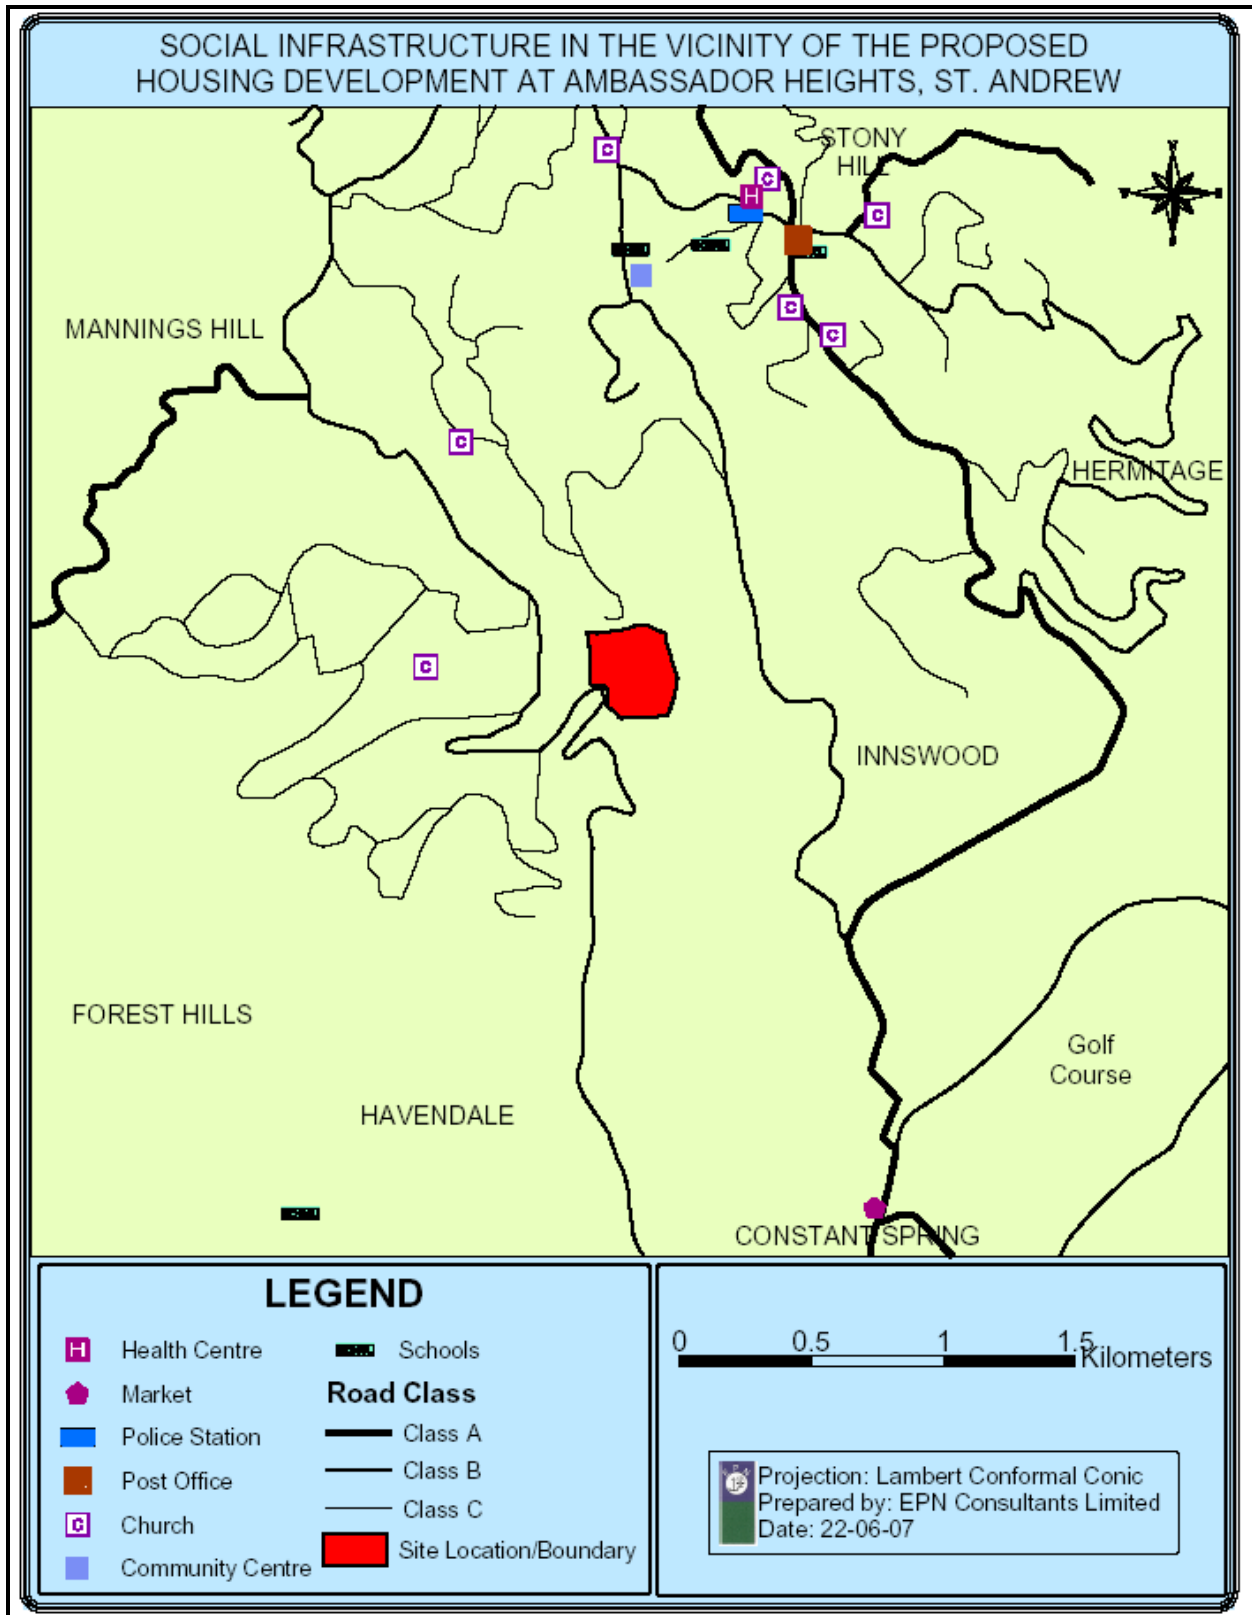 SOCIAL INFRASTRUCTURE IN THE VICINITY OF THE PROPOSED
HOUSING DEVELOPMENT AT AMBASSADOR HEIGHTS, ST. ANDREW
STONY
HILL
MANNINGS HILL
HERMITAGE
INNSWOOD
FOREST HILLS
Golf
Course
HAVENDALE
CONSTANT SPRING
C
C
C
C
C
C
C
H
LEGEND
H Health Centre
Market
Police Station
Post Office
C Church
Community Centre
Schools
Road Class
Class A
Class B
Class C
Site Location/Boundary
0 0.5 1 1.5
Kilometers
Projection: Lambert Conformal Conic
Prepared by: EPN Consultants Limited
Date: 22-06-07